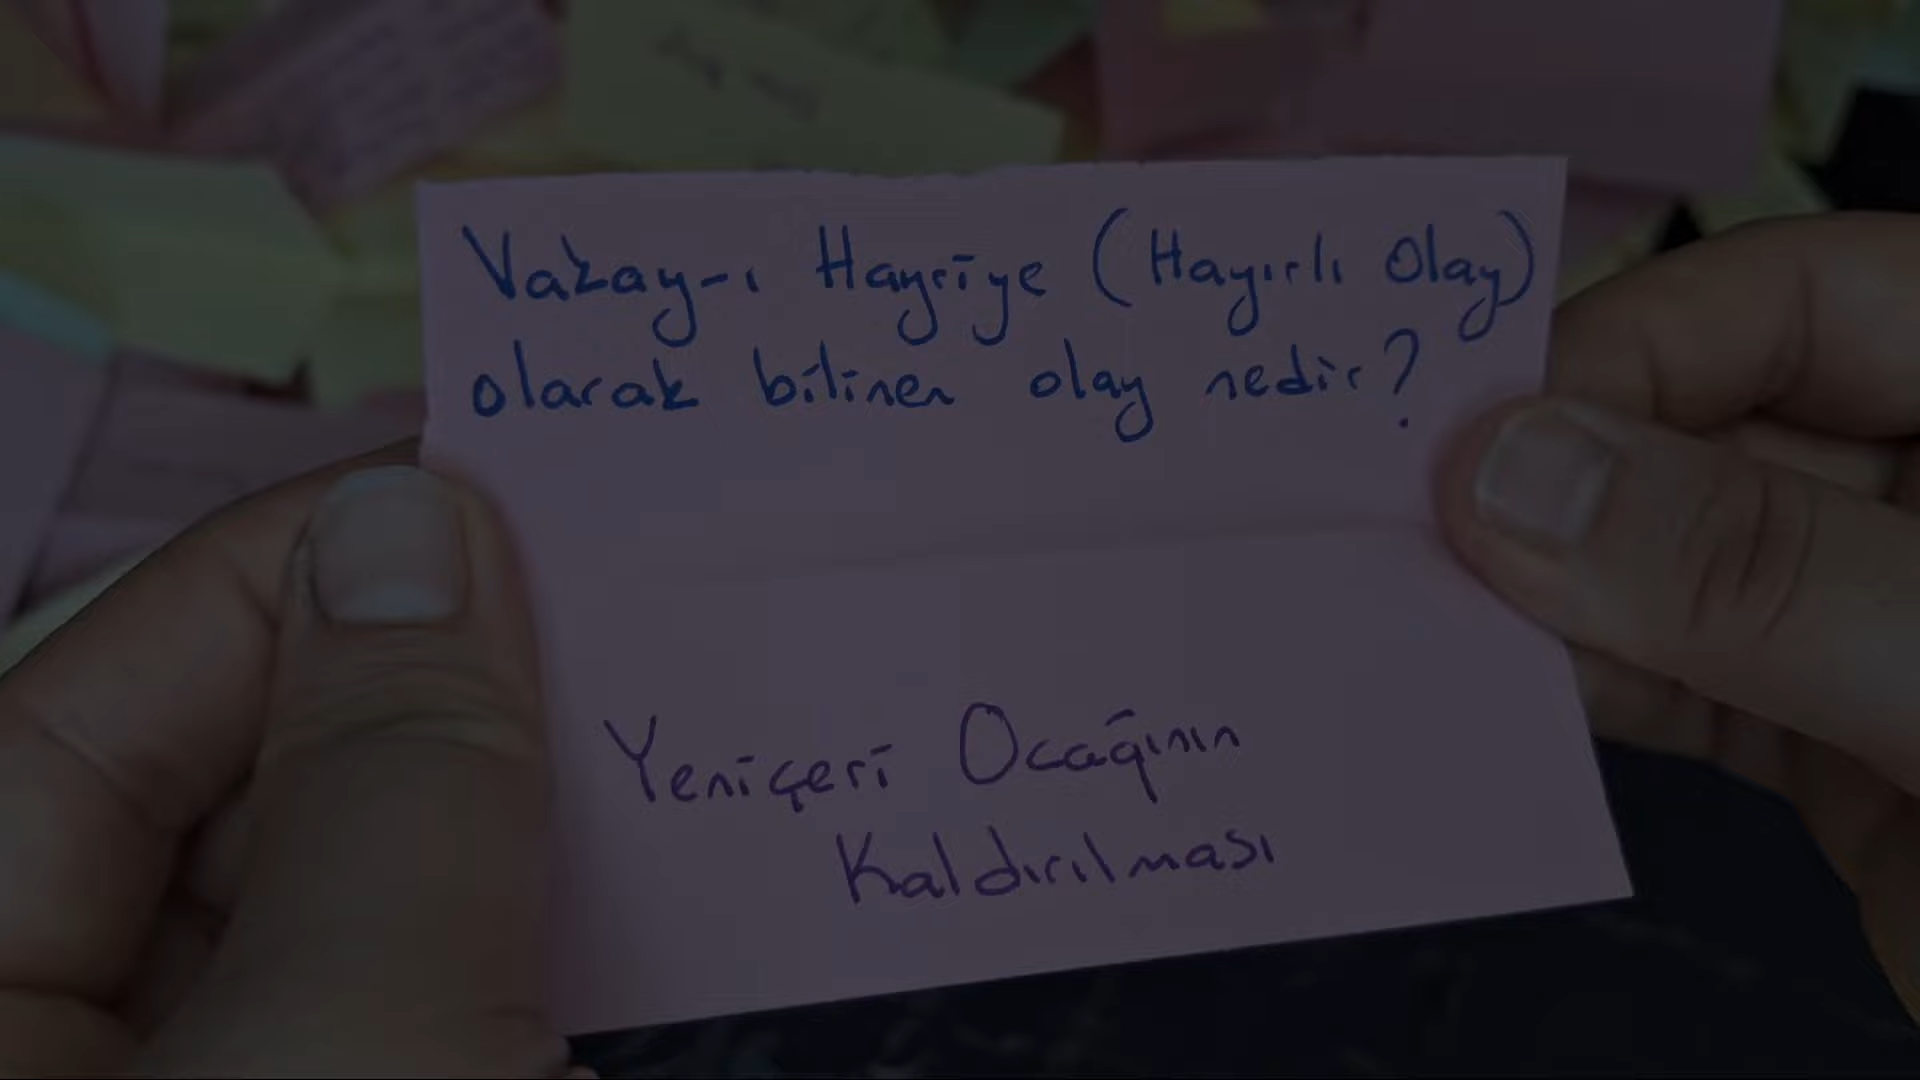 Vakay-ı Hayriye (Hayırlı Olay)
olarak bilinen olay nedir?
Yeniçeri Ocağının
Kaldırılması